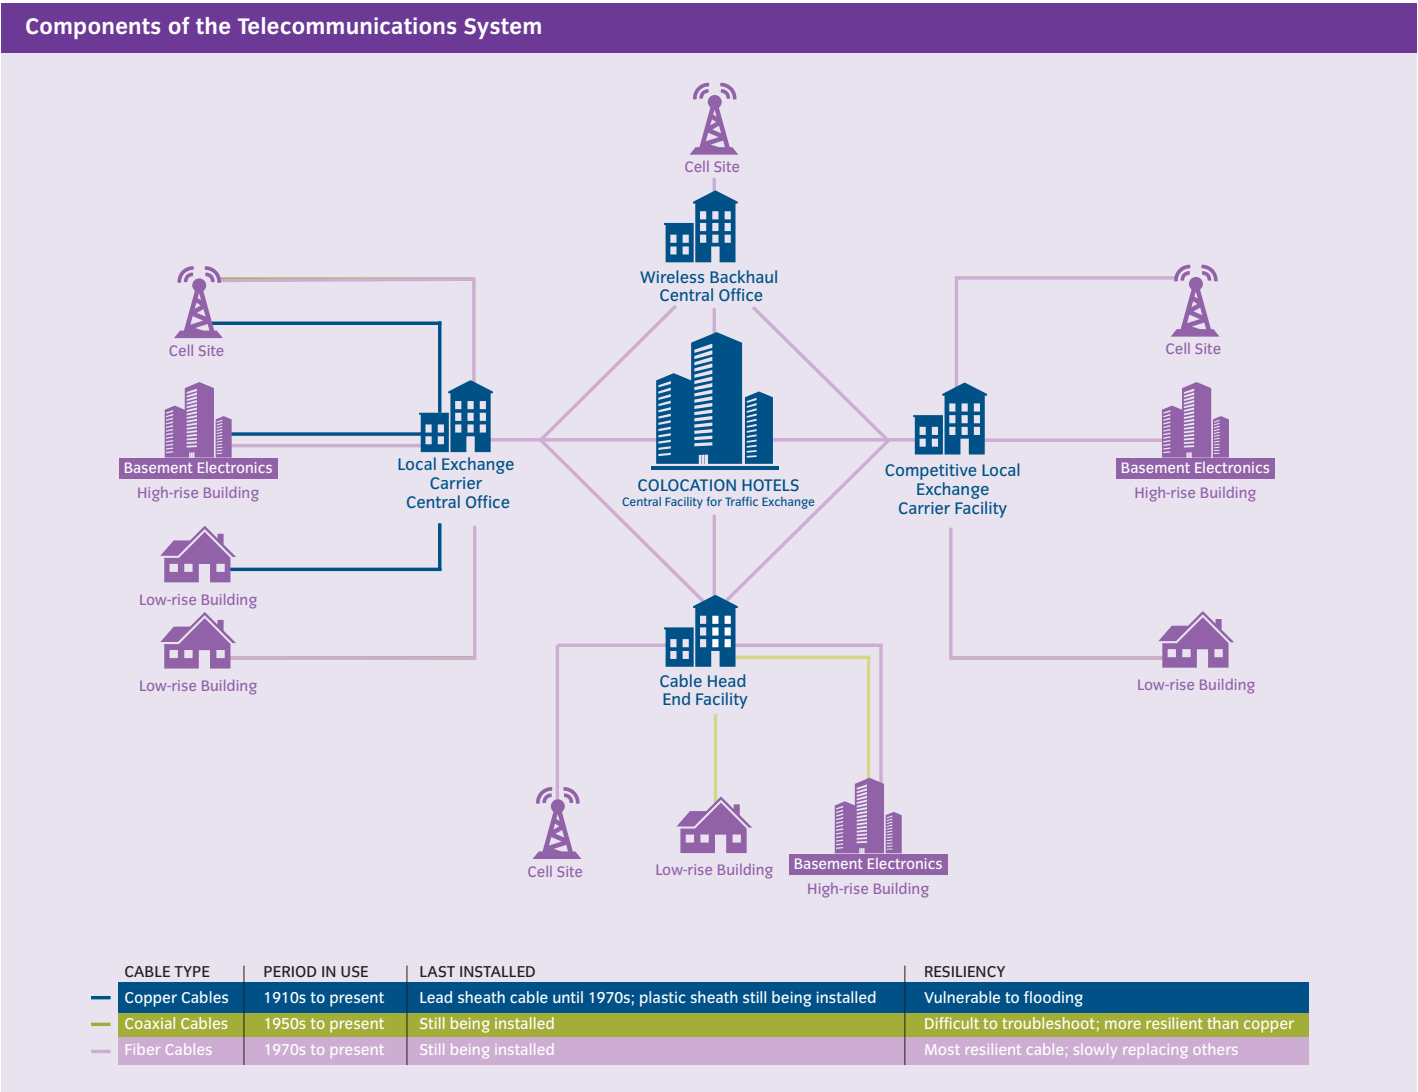 Components of the Telecommunications System
Cell Site
Wireless Backhaul
Central Office
Cell Site
Cell Site
Basement Electronics
High-rise Building
Local Exchange
Carrier
Central Office
COLOCATION HOTELS
Central Facility for Traffic Exchange
Competitive Local
Exchange
Carrier Facility
Basement Electronics
High-rise Building
Low-rise Building
Low-rise Building
Cable Head
End Facility
Low-rise Building
Cell Site
Low-rise Building
Basement Electronics
High-rise Building
CABLE TYPE PERIOD IN USE LAST INSTALLED RESILIENCY
Copper Cables 1910s to present Lead sheath cable until 1970s; plastic sheath still being installed Vulnerable to flooding
Coaxial Cables 1950s to present Still being installed Difficult to troubleshoot; more resilient than copper
Fiber Cables 1970s to present Still being installed Most resilient cable; slowly replacing others